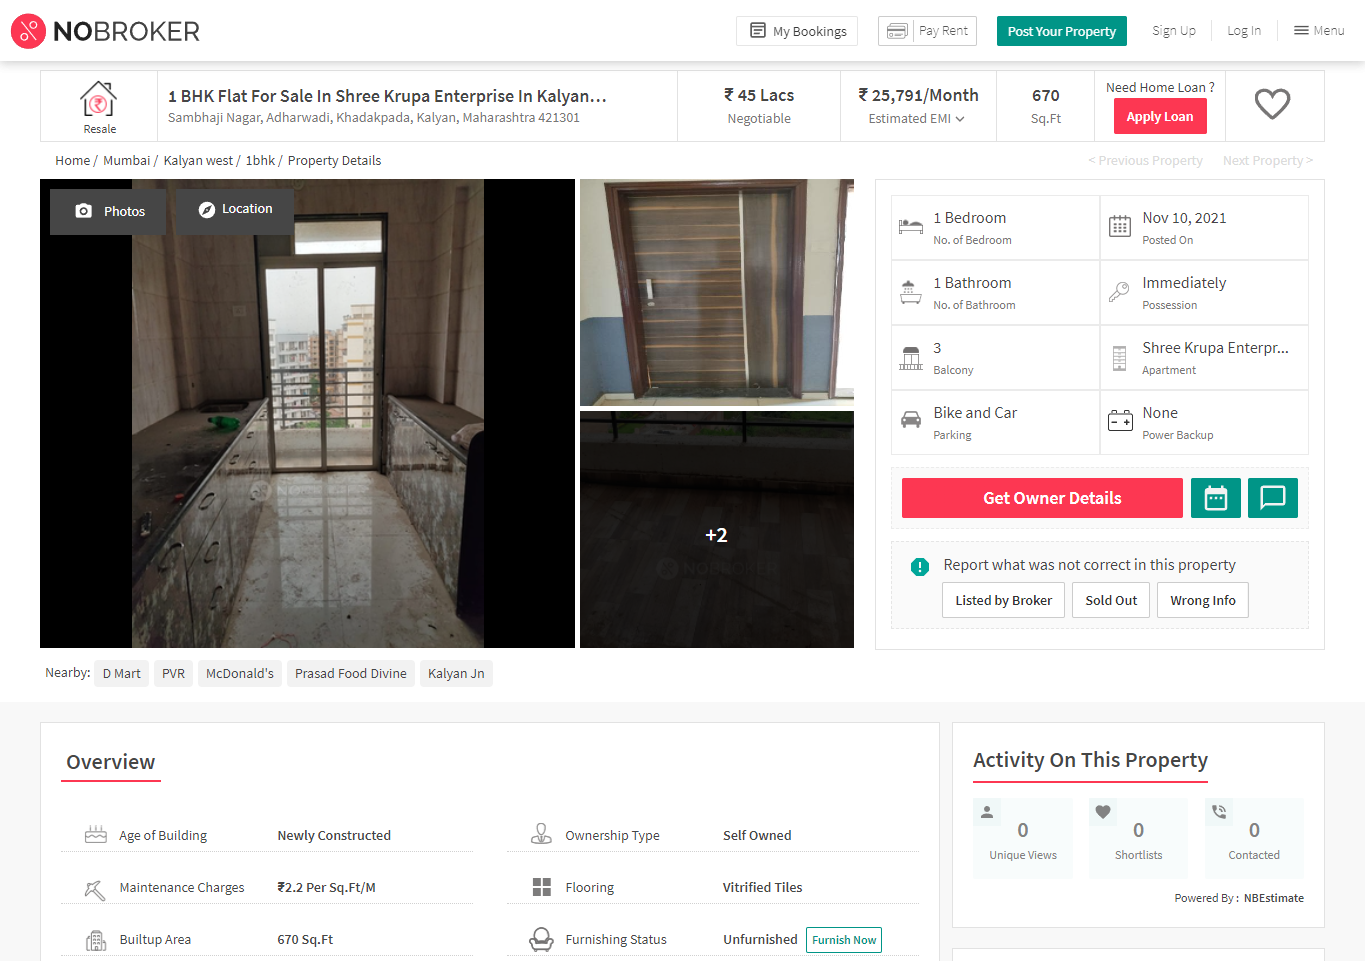 NOBROKER
My Bookings
Pay Rent
Post Your Property
Sign Up
Log In
Menu
Resale
1 BHK Flat For Sale In Shree Krupa Enterprise In Kalyan...
Sambhaji Nagar, Adharwadi, Khadakpada, Kalyan, Maharashtra 421301
₹ 45 Lacs
Negotiable
₹ 25,791/Month
Estimated EMI
670
Sq.Ft
Need Home Loan ?
Apply Loan
Home / Mumbai / Kalyan west / 1bhk / Property Details
< Previous Property
Next Property >
Photos
Location
+2
NOBROKER
1 Bedroom
No. of Bedroom
Nov 10, 2021
Posted On
1 Bathroom
No. of Bathroom
Immediately
Possession
3
Balcony
Shree Krupa Enterpr...
Apartment
Bike and Car
Parking
None
Power Backup
Get Owner Details
Report what was not correct in this property
Listed by Broker
Sold Out
Wrong Info
Nearby: D Mart PVR McDonald's Prasad Food Divine Kalyan Jn
Overview
Age of Building Newly Constructed
Ownership Type Self Owned
Maintenance Charges ₹2.2 Per Sq.Ft/M
Flooring Vitrified Tiles
Builtup Area 670 Sq.Ft
Furnishing Status Unfurnished Furnish Now
Activity On This Property
0
Unique Views
0
Shortlists
0
Contacted
Powered By : NBEstimate